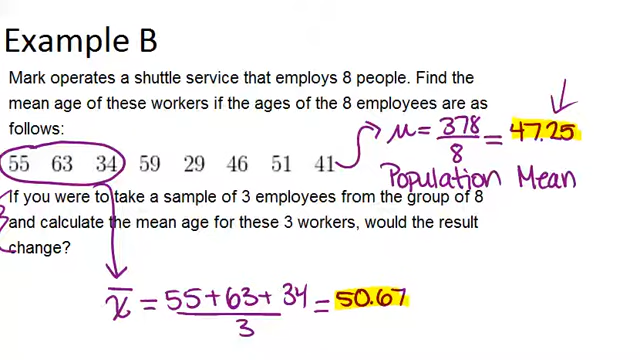 Example B
Mark operates a shuttle service that employs 8 people. Find the
mean age of these workers if the ages of the 8 employees are as
follows:
55 63 34 59 29 46 51 41
μ = 378/8 = 47.25
Population Mean
If you were to take a sample of 3 employees from the group of 8
and calculate the mean age for these 3 workers, would the result
change?
x̄ = 55+63+34/3 = 50.67